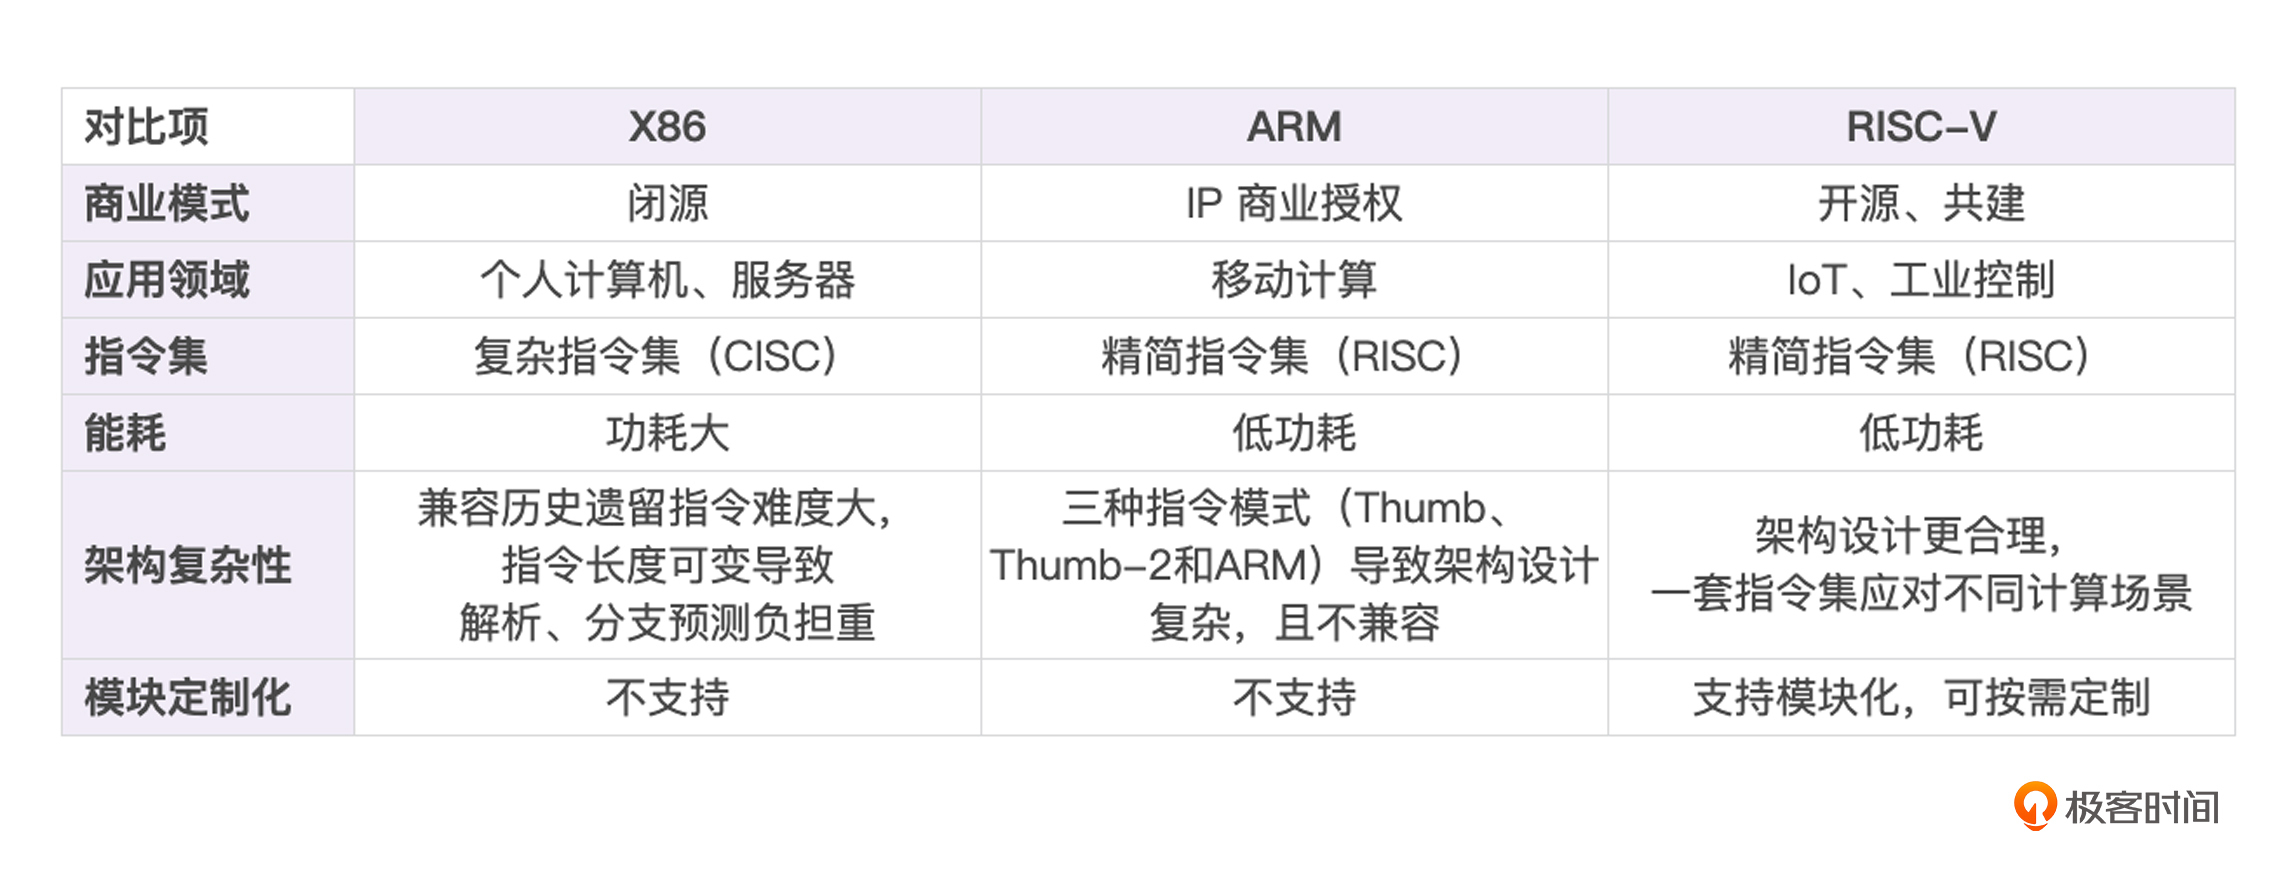 对比项 X86 ARM RISC-V
商业模式 闭源 IP 商业授权 开源、共建
应用领域 个人计算机、服务器 移动计算 IoT、工业控制
指令集 复杂指令集（CISC） 精简指令集（RISC） 精简指令集（RISC）
能耗 功耗大 低功耗 低功耗
架构复杂性
兼容历史遗留指令难度大，
指令长度可变导致
解析、分支预测负担重
三种指令模式（Thumb、
Thumb-2和ARM）导致架构设计
复杂，且不兼容
架构设计更合理，
一套指令集应对不同计算场景
模块定制化 不支持 不支持 支持模块化，可按需定制
极客时间